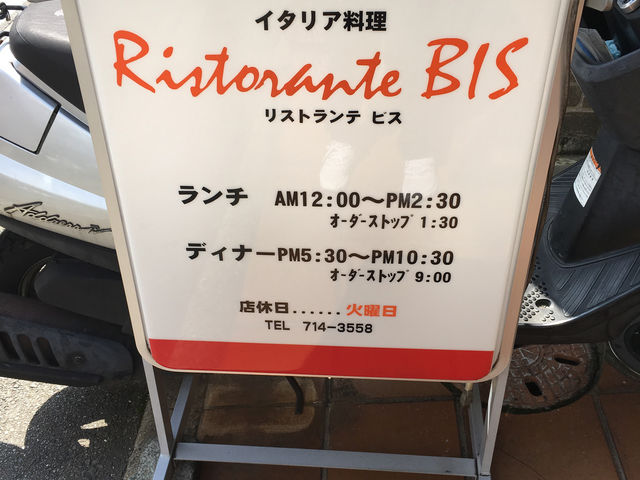 イタリア料理
Ristorante BIS
リストランテ ビス
ランチ AM12:00〜PM2:30
オーダーストップ 1:30
ディナーPM5:30〜PM10:30
オーダーストップ 9:00
店休日......火曜日
TEL 714-3558